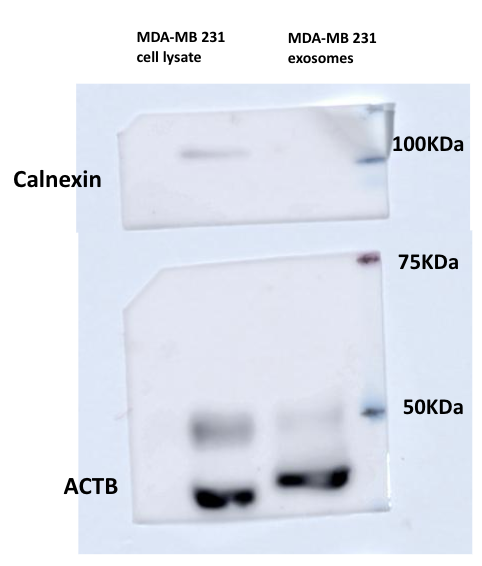 MDA-MB 231
cell lysate
MDA-MB 231
exosomes
100KDa
Calnexin
75KDa
50KDa
ACTB